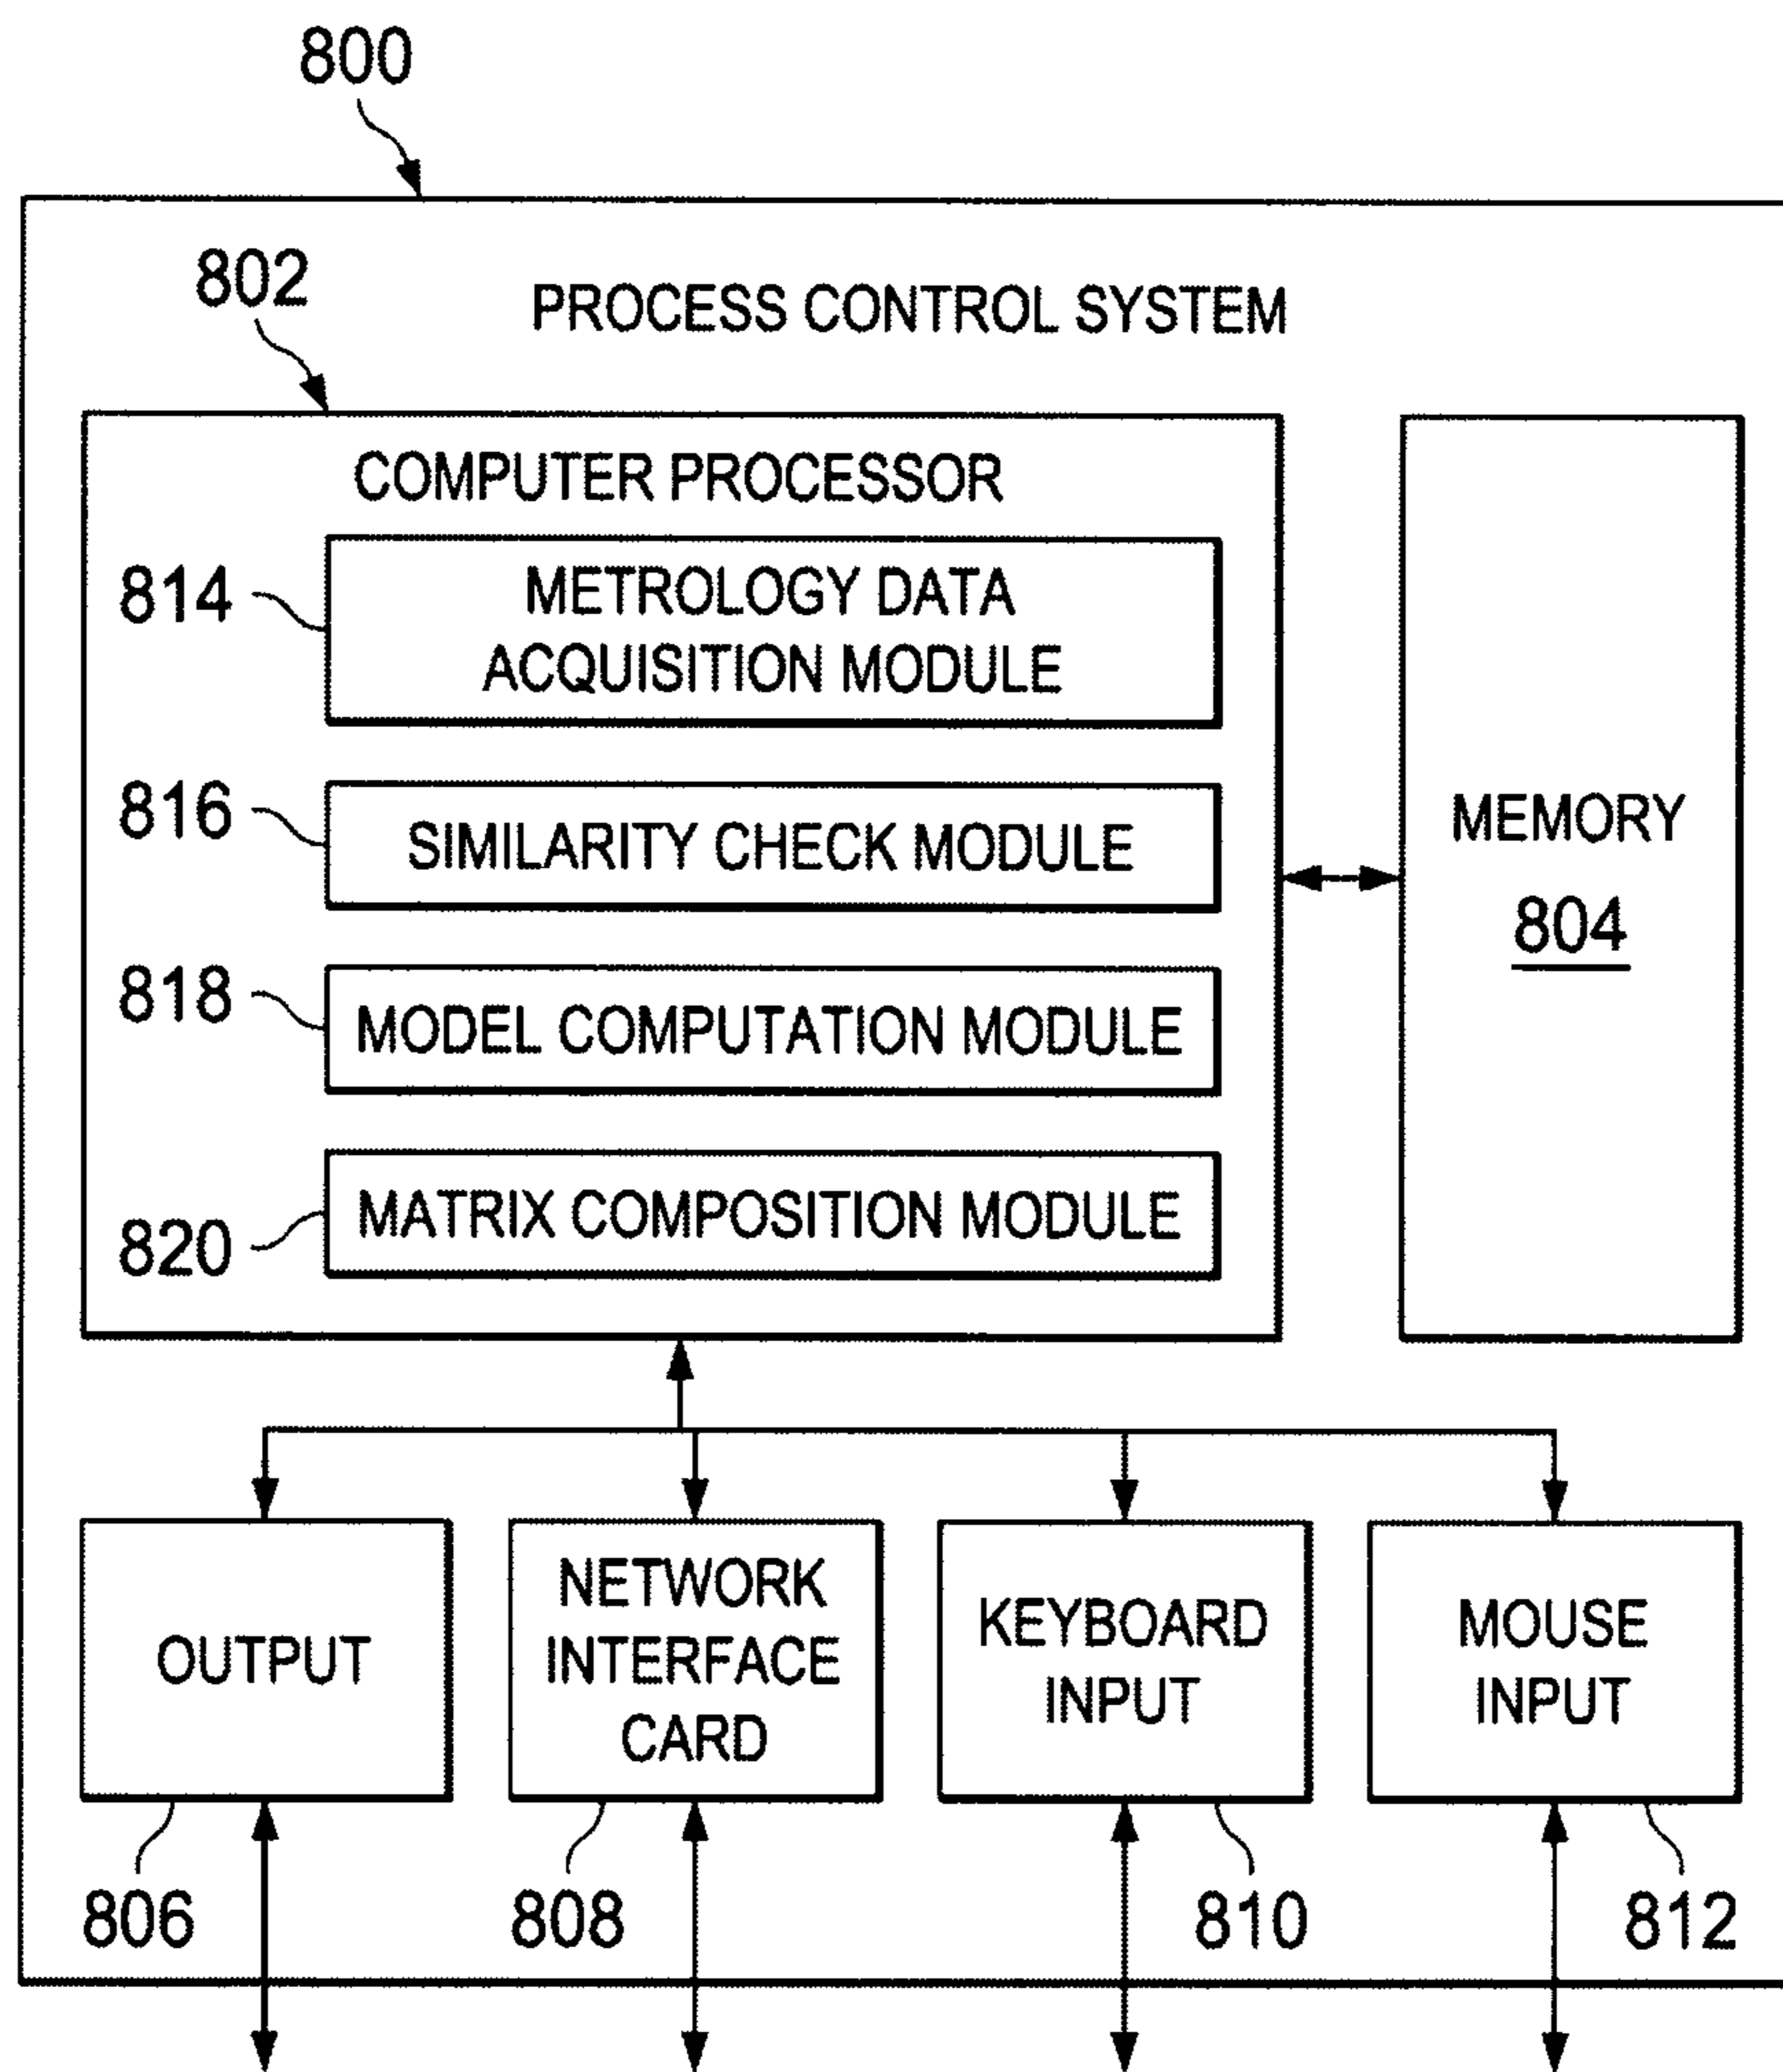 800
802
PROCESS CONTROL SYSTEM
COMPUTER PROCESSOR
814
METROLOGY DATA
ACQUISITION MODULE
816
SIMILARITY CHECK MODULE
818
MODEL COMPUTATION MODULE
820
MATRIX COMPOSITION MODULE
MEMORY
804
OUTPUT
NETWORK
INTERFACE
CARD
KEYBOARD
INPUT
MOUSE
INPUT
806
808
810
812